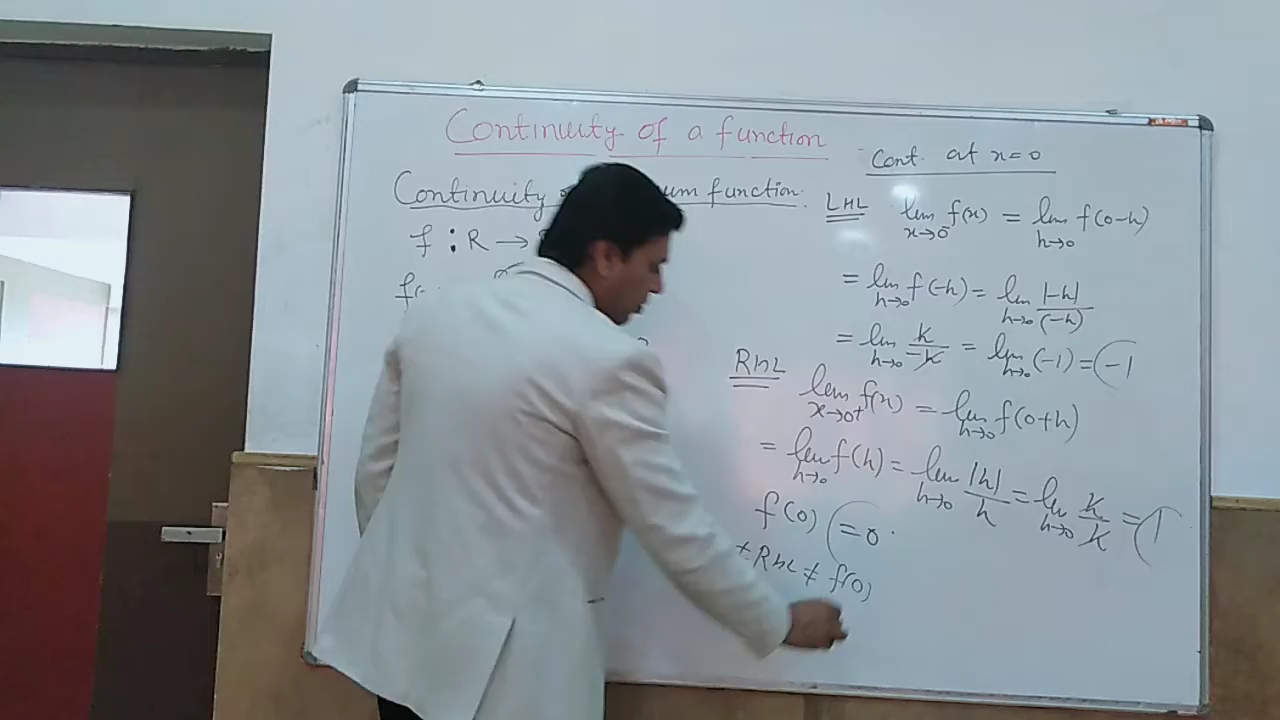 Continuity of a function
Continuity function.
f : R →
Cont. at x=0
LHL lim x→0⁻ f(x) = lim h→0 f(0-h)
= lim h→0 f(-h) = lim h→0 |-h|/(-h)
= lim h→0 h/-h = lim h→0 (-1) = -1
RHL lim x→0+ f(x) = lim h→0 f(0+h)
= lim h→0 f(h) = lim h→0 |h|/h = lim h→0 h/h = 1
f(0) = 0.
≠ RHL ≠ f(0)